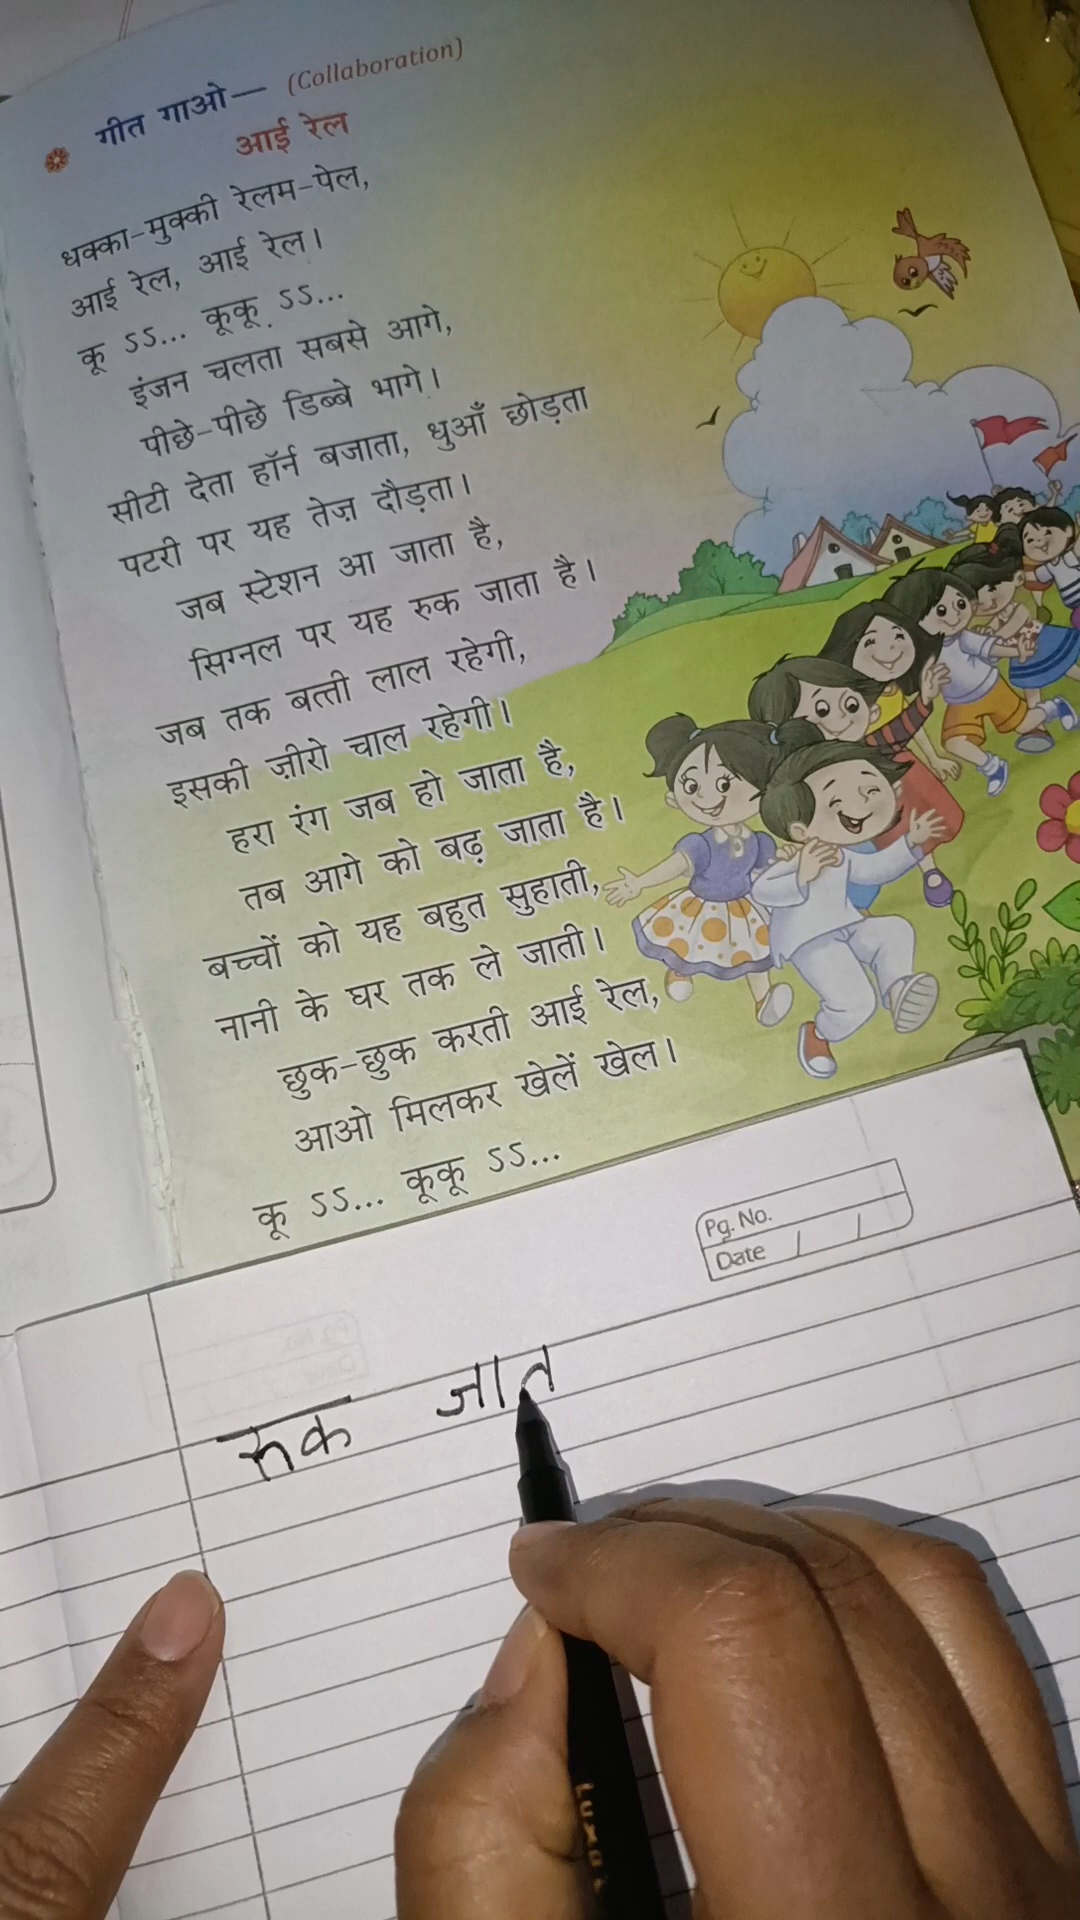 गीत गाओ— (Collaboration)
आई रेल
धक्का-मुक्की रेलम-पेल,
आई रेल, आई रेल।
कू ऽऽ... कूकू ऽऽ...
इंजन चलता सबसे आगे,
पीछे-पीछे डिब्बे भागे।
सीटी देता हॉर्न बजाता, धुआँ छोड़ता
पटरी पर यह तेज़ दौड़ता।
जब स्टेशन आ जाता है,
सिग्नल पर यह रुक जाता है।
जब तक बत्ती लाल रहेगी,
इसकी ज़ीरो चाल रहेगी।
हरा रंग जब हो जाता है,
तब आगे को बढ़ जाता है।
बच्चों को यह बहुत सुहाती,
नानी के घर तक ले जाती।
छुक-छुक करती आई रेल,
आओ मिलकर खेलें खेल।
कू ऽऽ... कूकू ऽऽ...
Pg. No.
Date / /
रुक जात
LUXOR